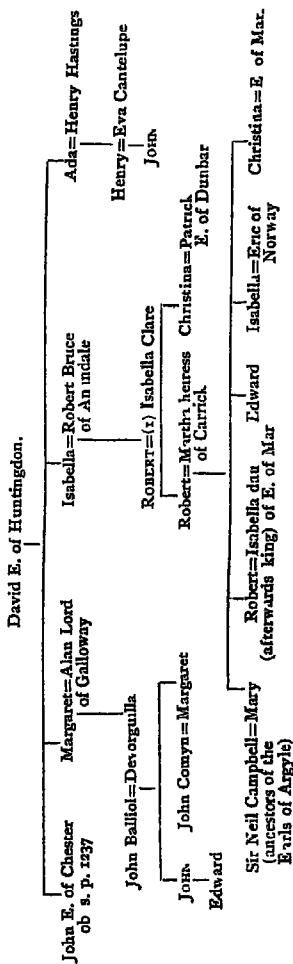 David E. of Huntingdon.
John E. of Chester
ob s. p. 1237
Margaret=Alan Lord
of Galloway
Isabella=Robert Bruce
of Annndale
Ada=Henry Hastings
John Balliol=Devorguilla
ROBERT=(1) Isabella Clare
Henry=Eva Cantelupe
JOHN
JOHN
Edward
John Comyn=Margaret
Robert=Martha heiress
of Carrick
Christina=Patrick
E. of Dunbar
Sir Neil Campbell=Mary
(ancestors of the
Earls of Argyle)
Robert=Isabella dau
(afterwards king) of E. of Mar
Edward
Isabella=Eric of
Norway
Christina=E of Mar.